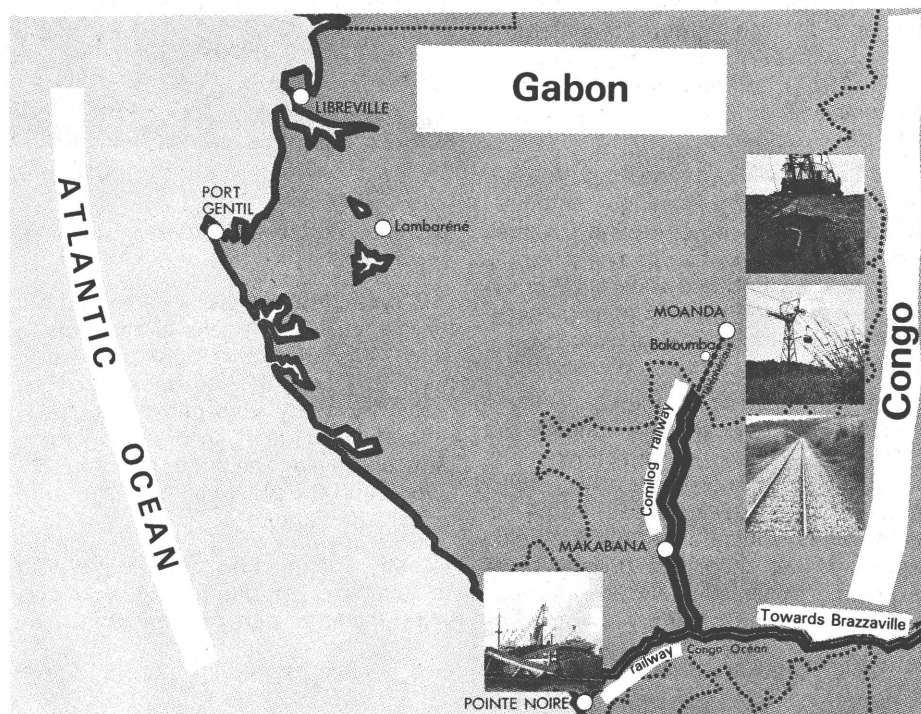 Gabon
LIBREVILLE
ATLANTIC
OCEAN
PORT
GENTIL
Lambaréné
MOANDA
Bakoumba
Congo
Comilog railway
MAKABANA
Towards Brazzaville
Congo Océan
railway
POINTE NOIRE